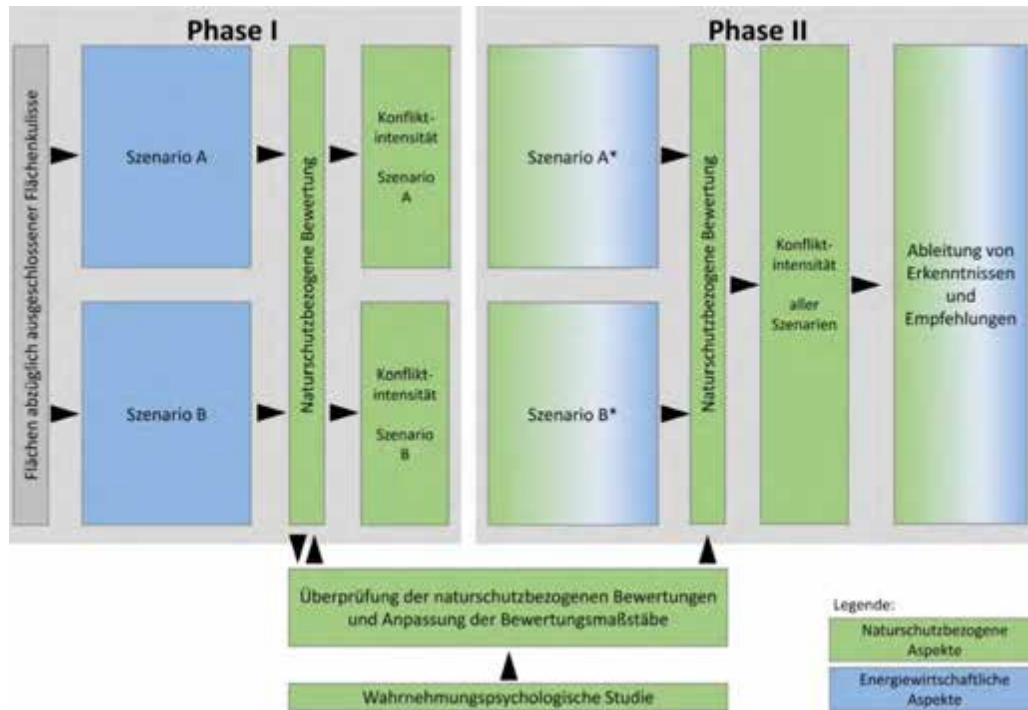 Phase I
Flächen abzüglich ausgeschlossener Flächenkulisse
Szenario A
Szenario B
Naturschutzbezogene Bewertung
Konflikt-
intensität
Szenario
A
Konflikt-
intensität
Szenario
B
Phase II
Szenario A*
Szenario B*
Naturschutzbezogene Bewertung
Konflikt-
intensität
aller
Szenarien
Ableitung von
Erkenntnissen
und
Empfehlungen
Überprüfung der naturschutzbezogenen Bewertungen
und Anpassung der Bewertungsmaßstäbe
Wahrnehmungspsychologische Studie
Legende:
Naturschutzbezogene
Aspekte
Energiewirtschaftliche
Aspekte